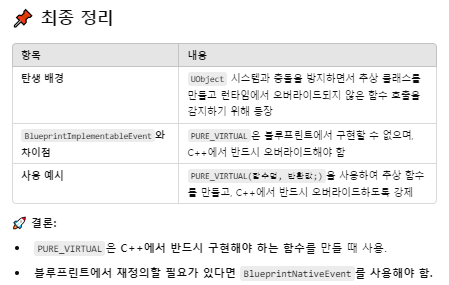 📌 최종 정리
항목 내용
탄생 배경 UObject 시스템과 충돌을 방지하면서 추상 클래스를
만들고 런타임에서 오버라이드되지 않은 함수 호출을
감지하기 위해 등장
BlueprintImplementableEvent 와 PURE_VIRTUAL 은 블루프린트에서 구현할 수 없으며,
차이점 C++에서 반드시 오버라이드해야 함
사용 예시 PURE_VIRTUAL(함수명, 반환값;) 을 사용하여 추상 함수
를 만들고, C++에서 반드시 오버라이드하도록 강제
🚀 결론:
• PURE_VIRTUAL 은 C++에서 반드시 구현해야 하는 함수를 만들 때 사용.
• 블루프린트에서 재정의할 필요가 있다면 BlueprintNativeEvent 를 사용해야 함.